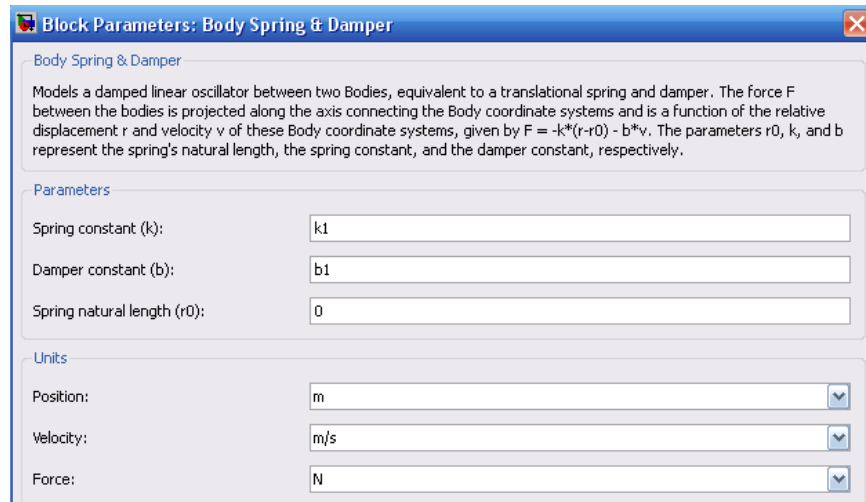 Block Parameters: Body Spring & Damper
Body Spring & Damper
Models a damped linear oscillator between two Bodies, equivalent to a translational spring and damper. The force F
between the bodies is projected along the axis connecting the Body coordinate systems and is a function of the relative
displacement r and velocity v of these Body coordinate systems, given by F = -k*(r-r0) - b*v. The parameters r0, k, and b
represent the spring's natural length, the spring constant, and the damper constant, respectively.
Parameters
Spring constant (k): k1
Damper constant (b): b1
Spring natural length (r0): 0
Units
Position: m
Velocity: m/s
Force: N